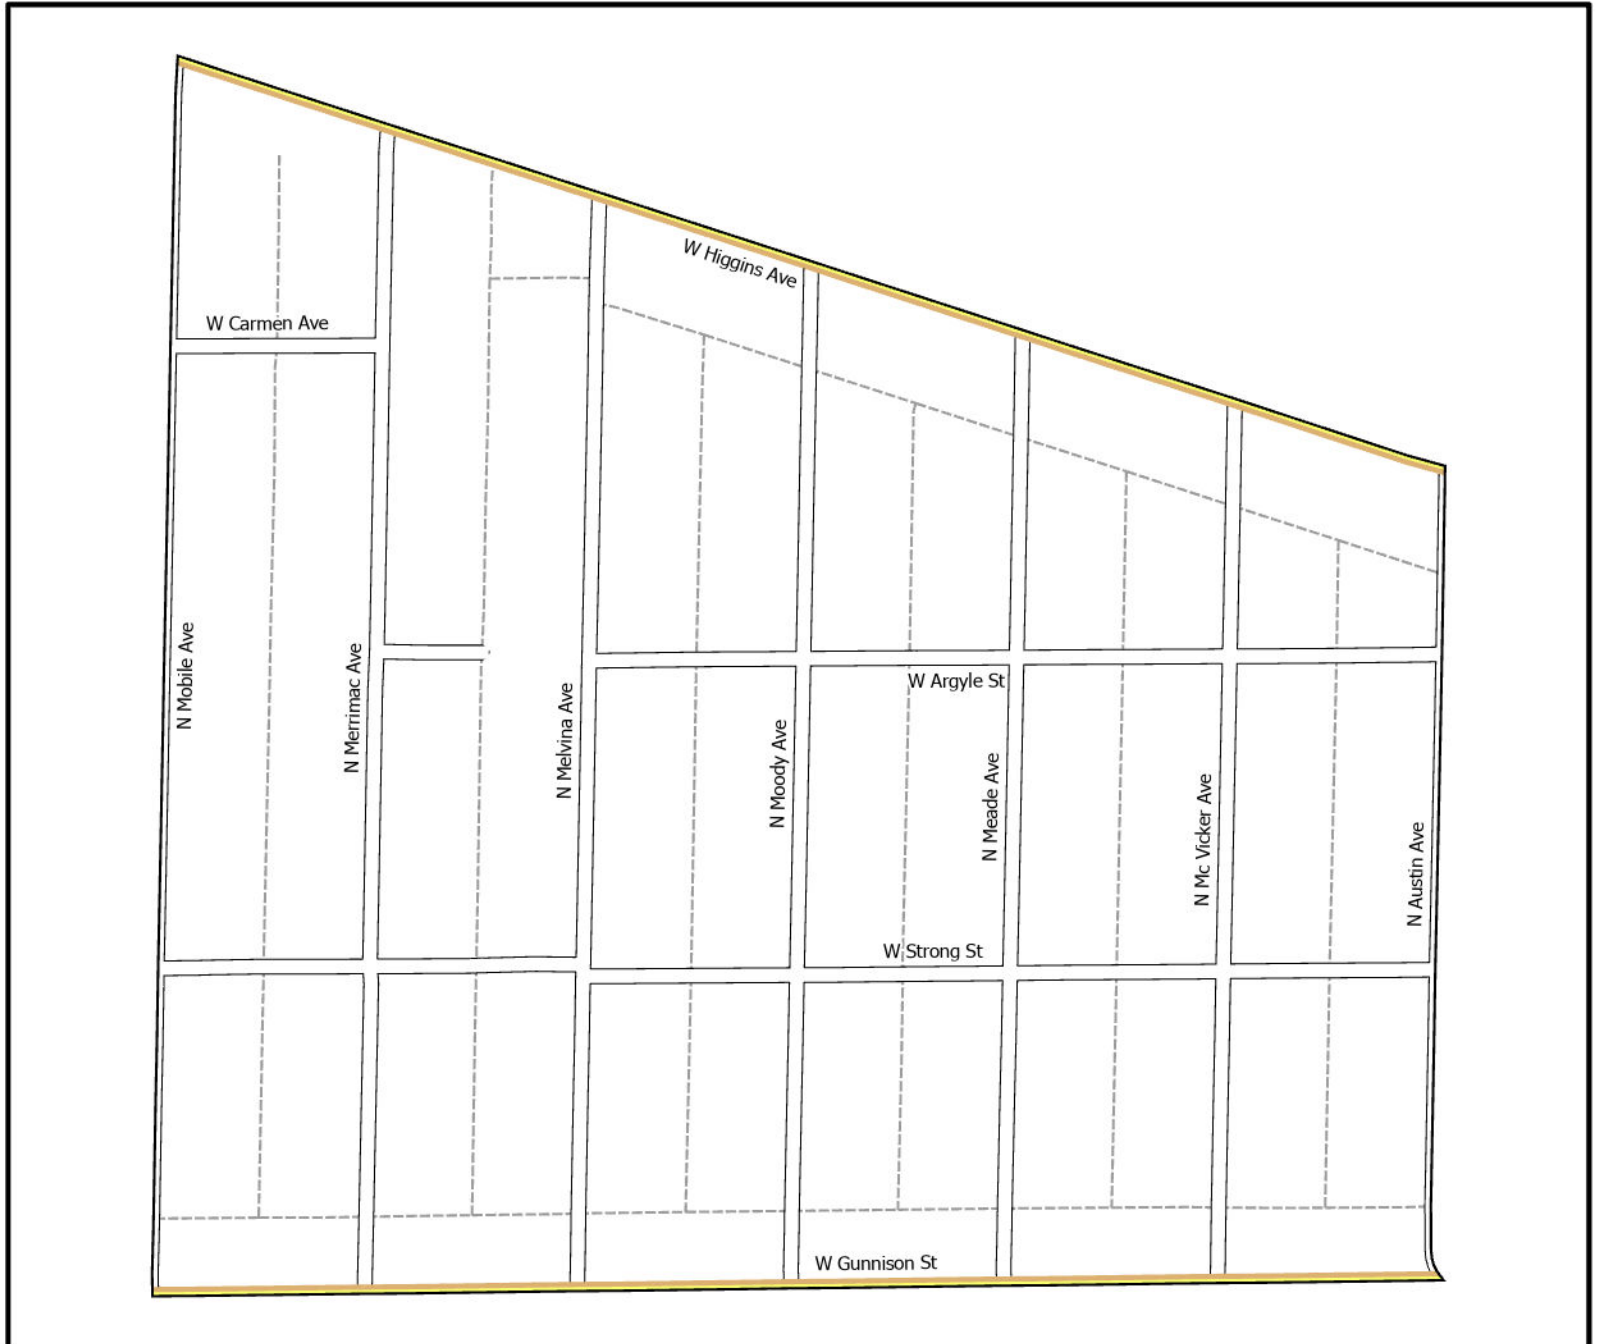 W Higgins Ave
W Carmen Ave
N Mobile Ave
N Merrimac Ave
N Melvina Ave
N Moody Ave
N Meade Ave
N Mc Vicker Ave
N Austin Ave
W Argyle St
W Strong St
W Gunnison St